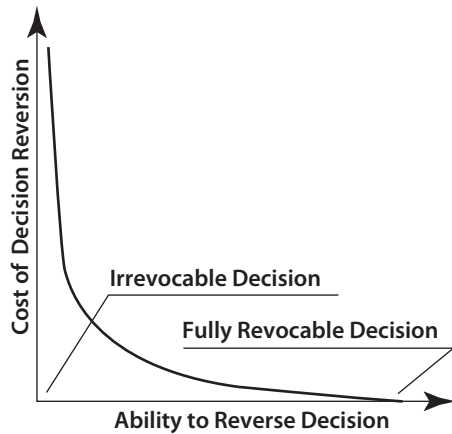 Cost of Decision Reversion
Irrevocable Decision
Fully Revocable Decision
Ability to Reverse Decision